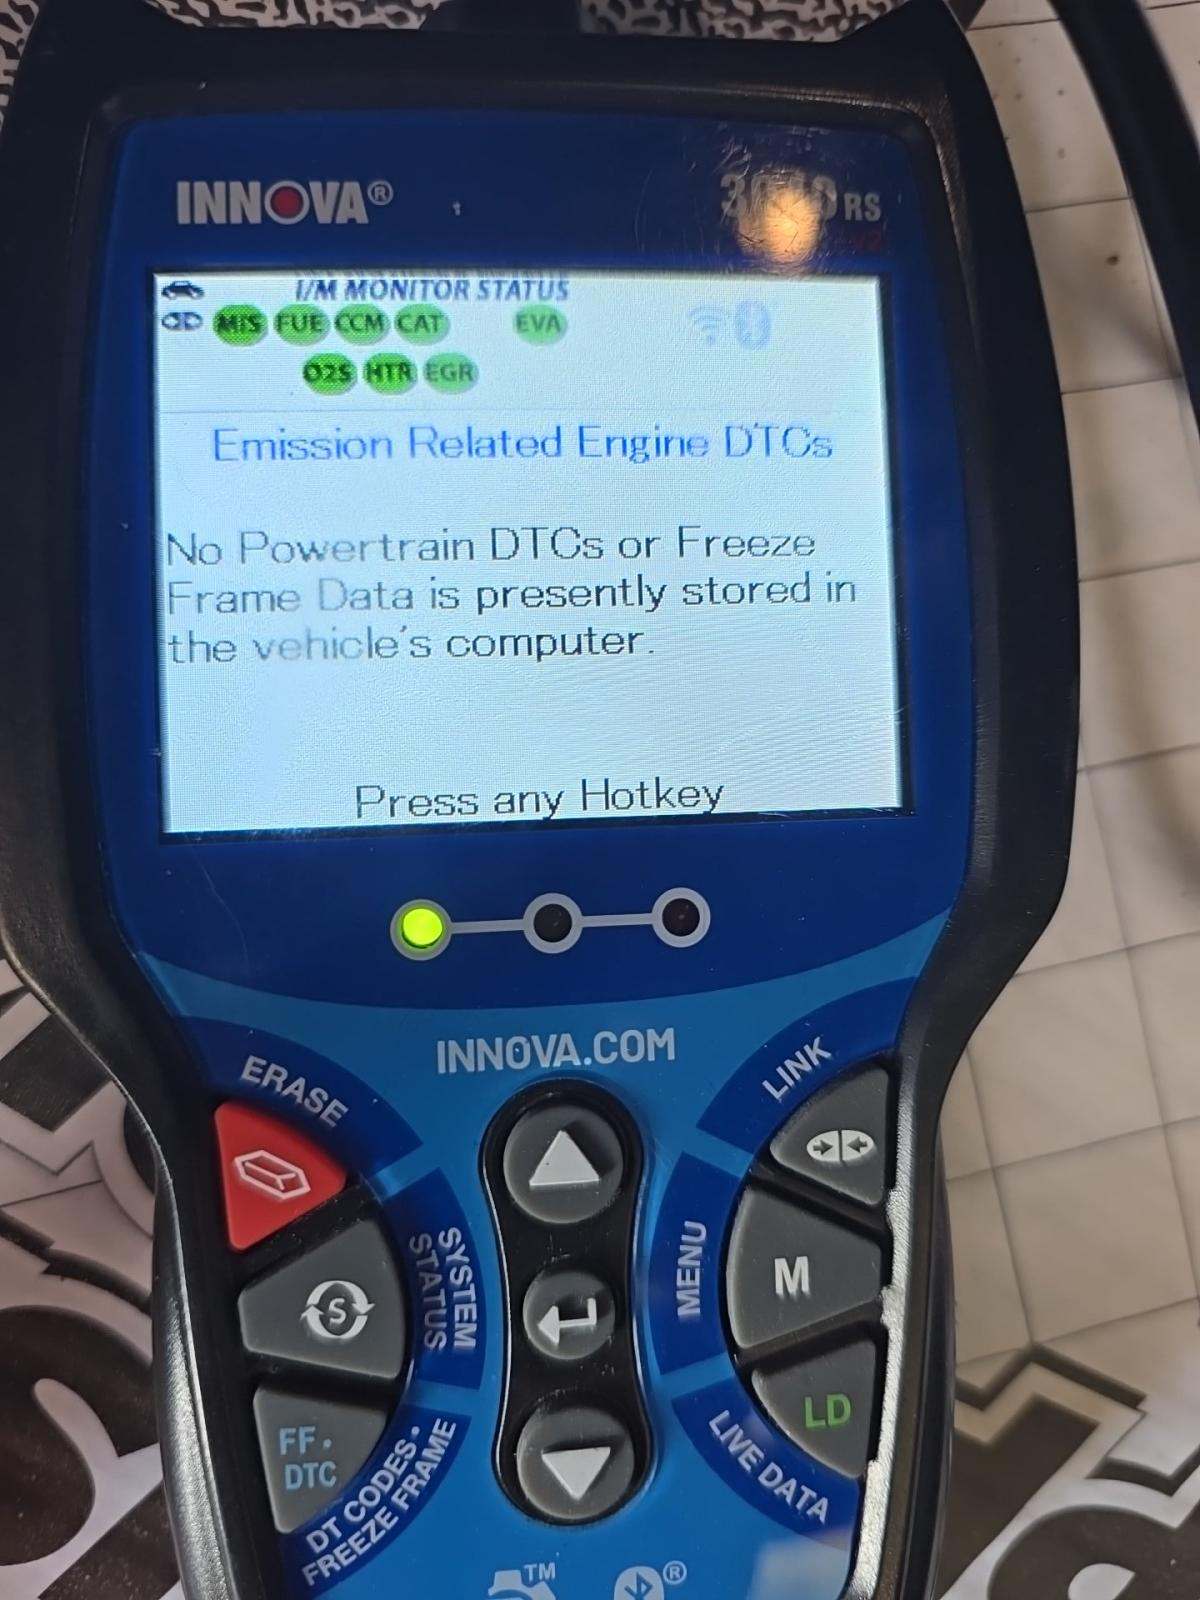 INNOVA®
RS
I/M MONITOR STATUS
MIS FUE CCM CAT EVA
O2S HTR EGR
Emission Related Engine DTCs
No Powertrain DTCs or Freeze
Frame Data is presently stored in
the vehicle's computer.
Press any Hotkey
INNOVA.COM
ERASE
LINK
SYSTEM
STATUS
S
MENU
M
FF.
DTC
DT CODES •
FREEZE FRAME
LD
LIVE DATA
TM
®